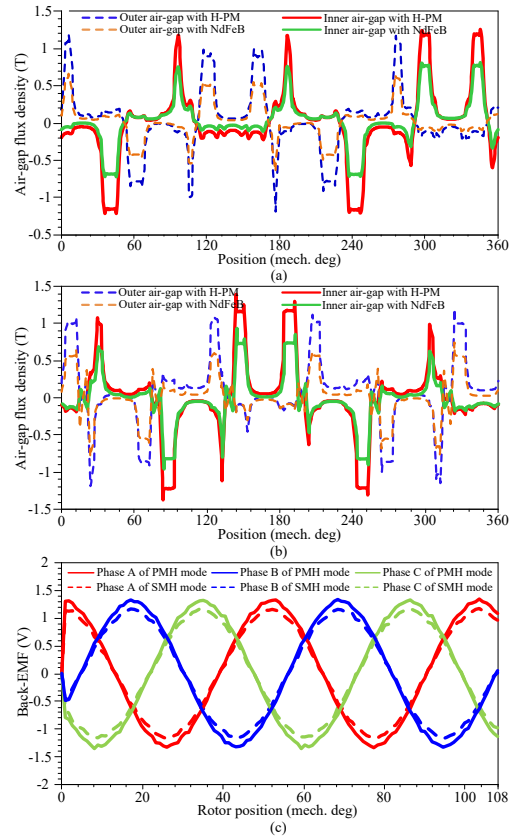 Outer air-gap with H-PM
Inner air-gap with H-PM
Outer air-gap with NdFeB
Inner air-gap with NdFeB
1.5
1
0.5
0
-0.5
-1
-1.5
Air-gap flux density (T)
0
60
120
180
240
300
360
Position (mech. deg)
(a)
Outer air-gap with H-PM
Inner air-gap with H-PM
Outer air-gap with NdFeB
Inner air-gap with NdFeB
1.5
1
0.5
0
-0.5
-1
-1.5
Air-gap flux density (T)
0
60
120
180
240
300
360
Position (mech. deg)
(b)
Phase A of PMH mode
Phase B of PMH mode
Phase C of PMH mode
Phase A of SMH mode
Phase B of SMH mode
Phase C of SMH mode
2
1.5
1
0.5
0
-0.5
-1
-1.5
-2
Back-EMF (V)
0
20
40
60
80
100
108
Rotor position (mech. deg)
(c)